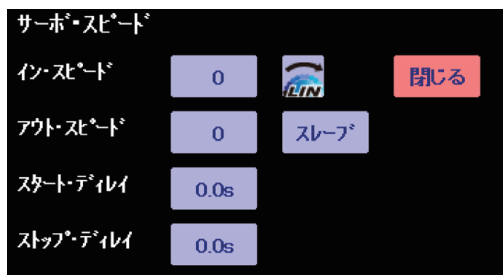 サーボ・スピード
イン・スピード 0 LIN 閉じる
アウト・スピード 0 スレーブ
スタート・ディレイ 0.0s
ストップ・ディレイ 0.0s